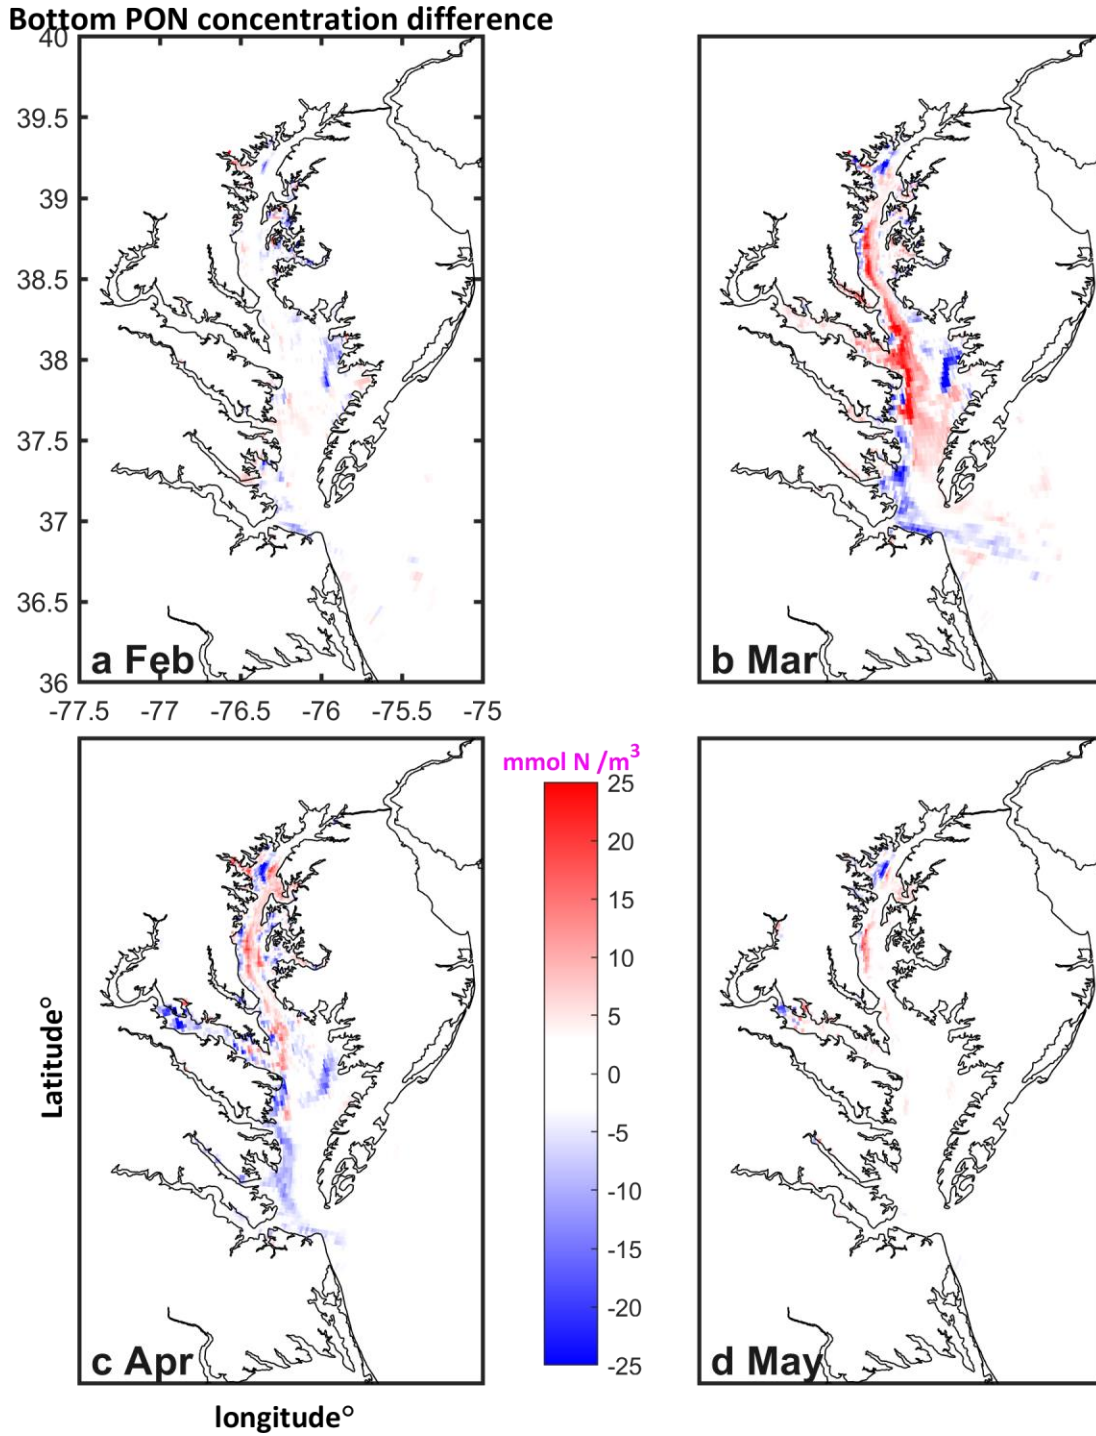 Bottom PON concentration difference
40
39.5
39
38.5
38
37.5
37
36.5
36
a Feb
b Mar
-77.5 -77 -76.5 -76 -75.5 -75
mmol N /m³
25
20
15
10
5
0
-5
-10
-15
-20
-25
Latitude°
c Apr
d May
longitude°